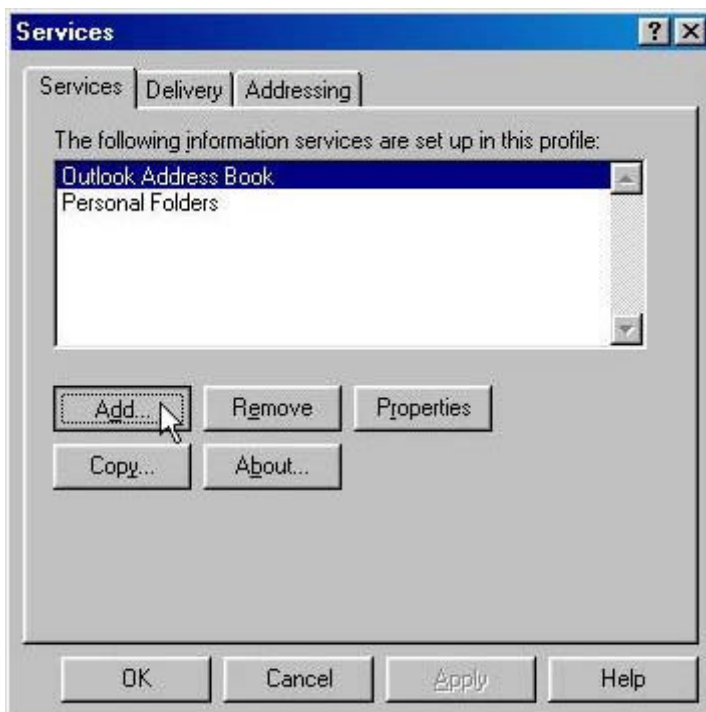 Services
Services Delivery Addressing
The following information services are set up in this profile:
Outlook Address Book
Personal Folders
Add... Remove Properties
Copy... About...
OK Cancel Apply Help